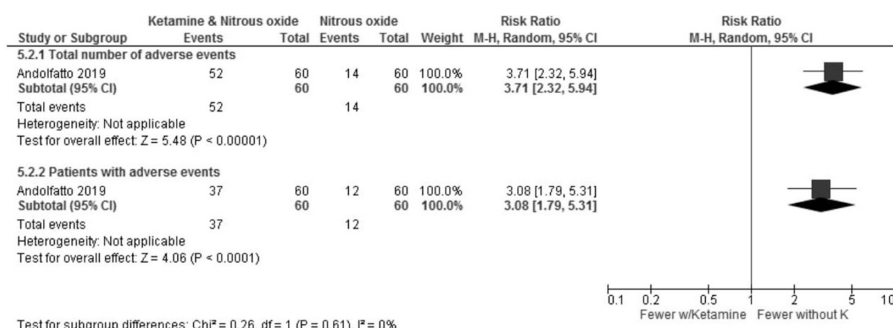 Ketamine & Nitrous oxide Nitrous oxide Risk Ratio Risk Ratio
Study or Subgroup Events Total Events Total Weight M-H, Random, 95% CI M-H, Random, 95% CI
5.2.1 Total number of adverse events
Andolfatto 2019 52 60 14 60 100.0% 3.71 [2.32, 5.94]
Subtotal (95% CI) 60 60 100.0% 3.71 [2.32, 5.94]
Total events 52 14
Heterogeneity: Not applicable
Test for overall effect: Z = 5.48 (P < 0.00001)
5.2.2 Patients with adverse events
Andolfatto 2019 37 60 12 60 100.0% 3.08 [1.79, 5.31]
Subtotal (95% CI) 60 60 100.0% 3.08 [1.79, 5.31]
Total events 37 12
Heterogeneity: Not applicable
Test for overall effect: Z = 4.06 (P < 0.0001)
0.1 0.2 0.5 1 2 5 10
Fewer w/Ketamine Fewer without K
Test for subgroup differences: Chi² = 0.26, df = 1 (P = 0.61), I² = 0%